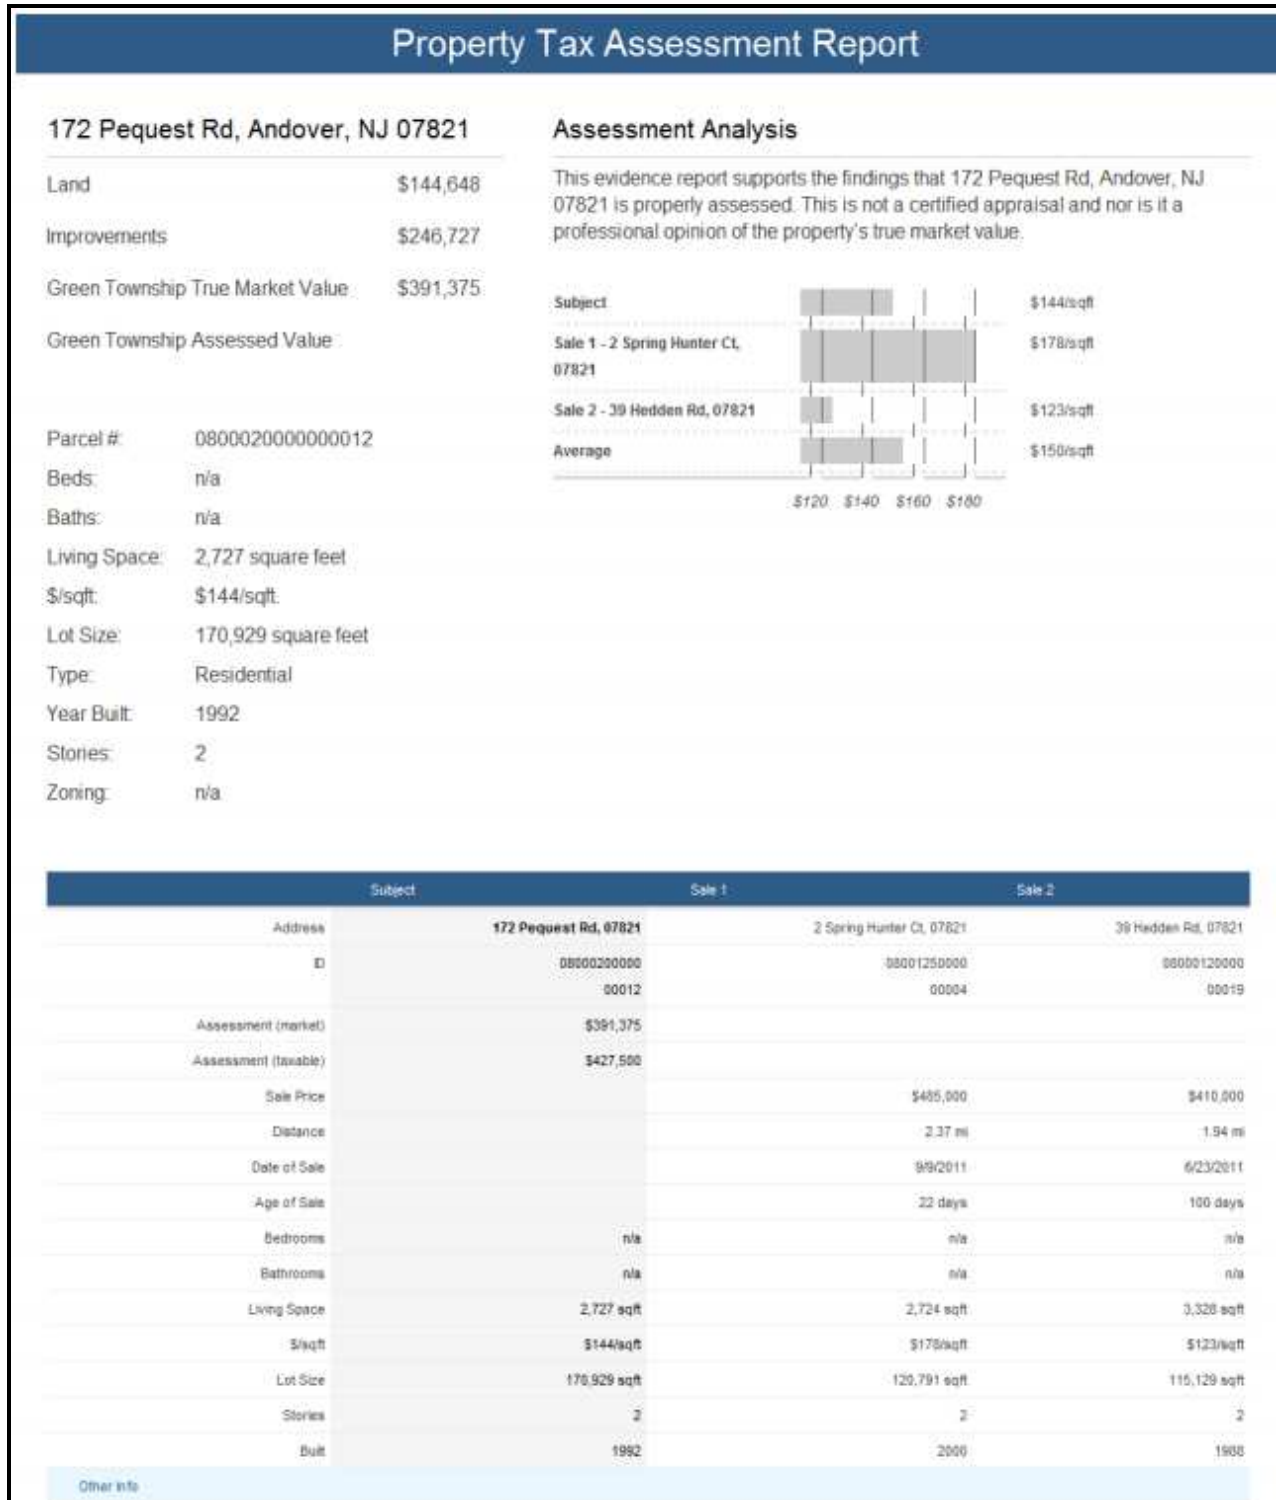 Property Tax Assessment Report
172 Pequest Rd, Andover, NJ 07821
Land $144,648
Improvements $246,727
Green Township True Market Value $391,375
Green Township Assessed Value
Parcel #: 0800020000000012
Beds: n/a
Baths: n/a
Living Space: 2,727 square feet
$/sqft: $144/sqft.
Lot Size: 170,929 square feet
Type: Residential
Year Built: 1992
Stories: 2
Zoning: n/a
Assessment Analysis
This evidence report supports the findings that 172 Pequest Rd, Andover, NJ
07821 is properly assessed. This is not a certified appraisal and nor is it a
professional opinion of the property's true market value.
Subject $144/sqft
Sale 1 - 2 Spring Hunter Ct, $178/sqft
07821
Sale 2 - 39 Hedden Rd, 07821 $123/sqft
Average $150/sqft
$120 $140 $160 $180
Subject Sale 1 Sale 2
Address 172 Pequest Rd, 07821 2 Spring Hunter Ct, 07821 39 Hedden Rd, 07821
ID 08000200000 08001250000 08000120000
00012 00004 00019
Assessment (market) $391,375
Assessment (taxable) $427,500
Sale Price $485,000 $410,000
Distance 2.37 mi 1.94 mi
Date of Sale 9/9/2011 6/23/2011
Age of Sale 22 days 100 days
Bedrooms n/a n/a n/a
Bathrooms n/a n/a n/a
Living Space 2,727 sqft 2,724 sqft 3,328 sqft
$/sqft $144/sqft $178/sqft $123/sqft
Lot Size 170,929 sqft 120,791 sqft 115,129 sqft
Stories 2 2 2
Built 1992 2000 1988
Other Info